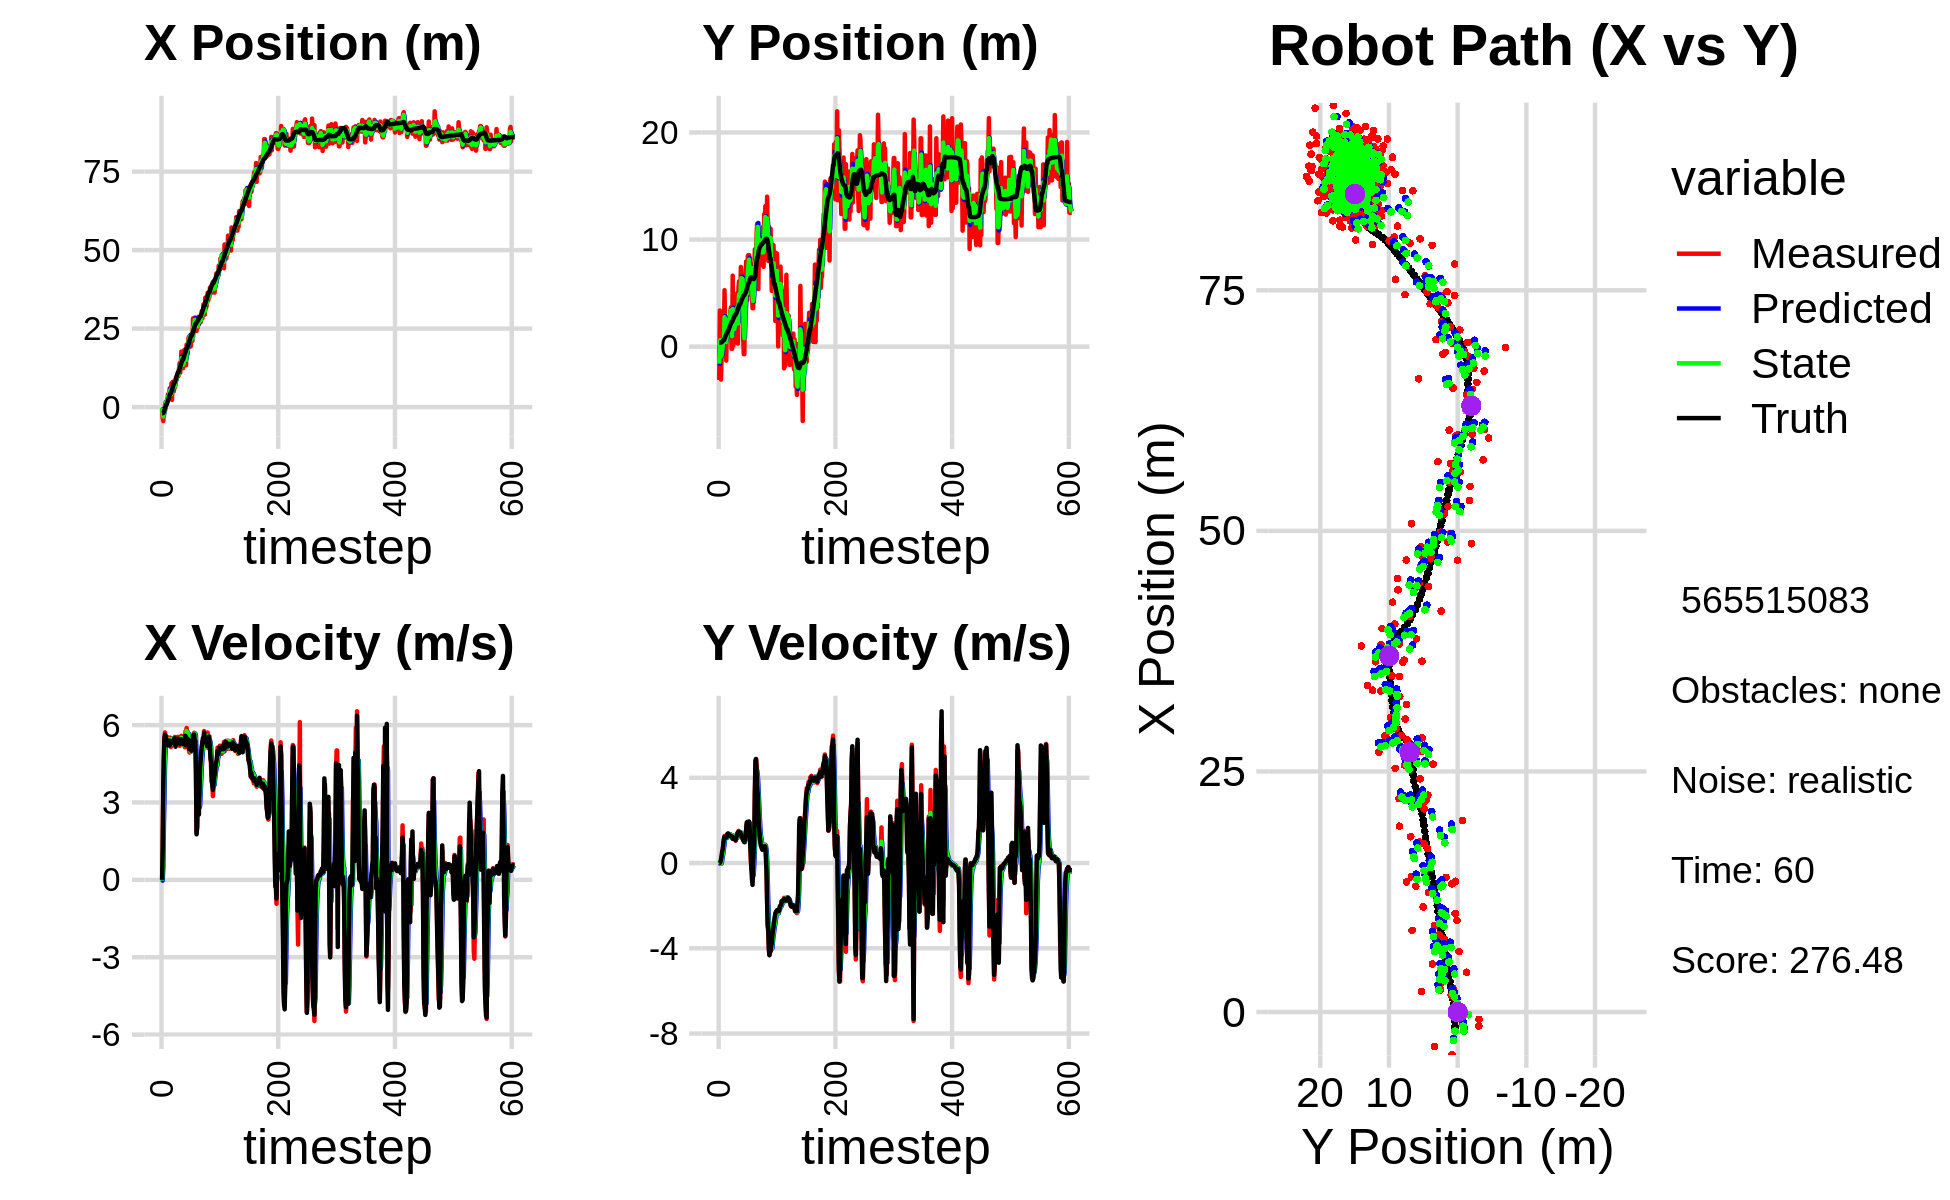 X Position (m)
75
50
25
0
0
200
400
600
timestep
Y Position (m)
20
10
0
0
200
400
600
timestep
X Velocity (m/s)
6
3
0
-3
-6
0
200
400
600
timestep
Y Velocity (m/s)
4
0
-4
-8
0
200
400
600
timestep
Robot Path (X vs Y)
X Position (m)
75
50
25
0
20 10 0 -10 -20
Y Position (m)
variable
Measured
Predicted
State
Truth
565515083
Obstacles: none
Noise: realistic
Time: 60
Score: 276.48